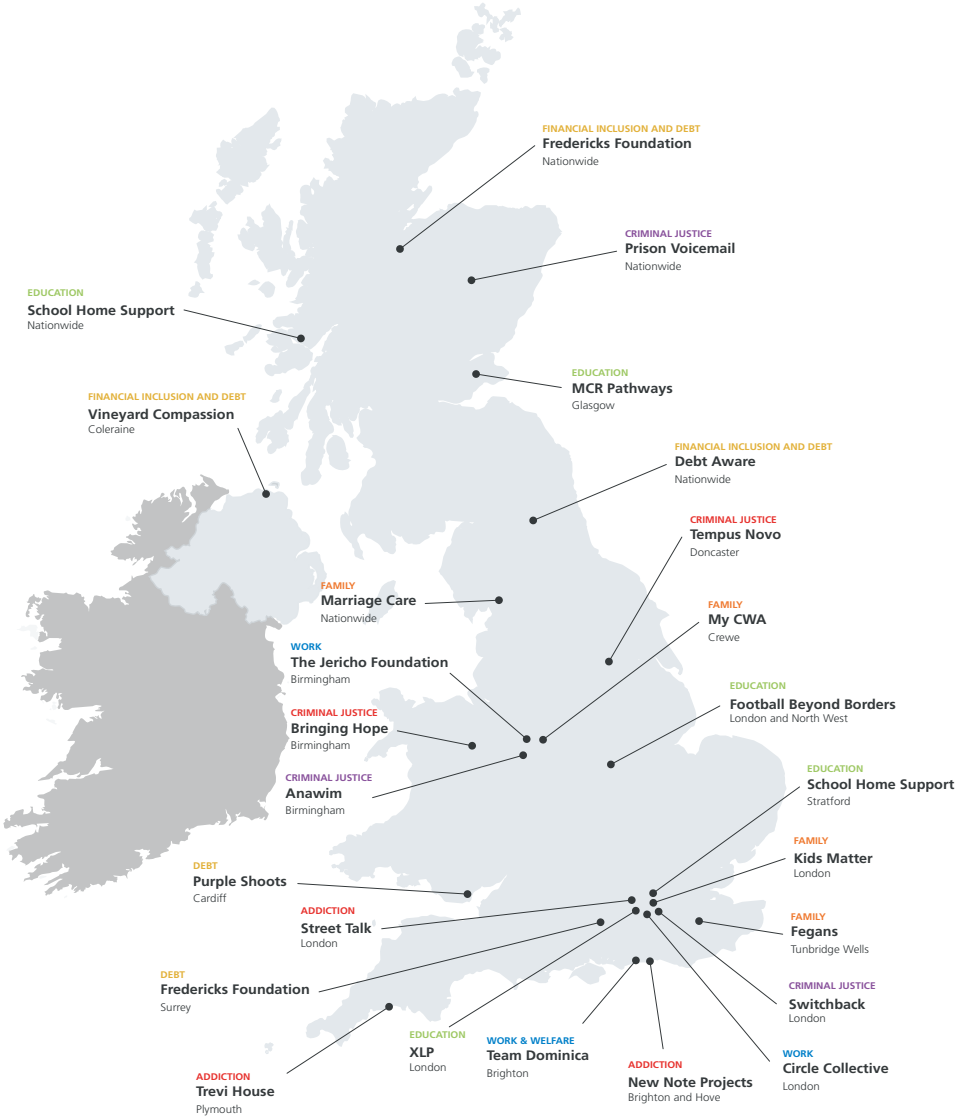 FINANCIAL INCLUSION AND DEBT
Fredericks Foundation
Nationwide
CRIMINAL JUSTICE
Prison Voicemail
Nationwide
EDUCATION
School Home Support
Nationwide
EDUCATION
MCR Pathways
Glasgow
FINANCIAL INCLUSION AND DEBT
Vineyard Compassion
Coleraine
FINANCIAL INCLUSION AND DEBT
Debt Aware
Nationwide
CRIMINAL JUSTICE
Tempus Novo
Doncaster
FAMILY
Marriage Care
Nationwide
FAMILY
My CWA
Crewe
WORK
The Jericho Foundation
Birmingham
EDUCATION
Football Beyond Borders
London and North West
CRIMINAL JUSTICE
Bringing Hope
Birmingham
EDUCATION
School Home Support
Stratford
CRIMINAL JUSTICE
Anawim
Birmingham
FAMILY
Kids Matter
London
DEBT
Purple Shoots
Cardiff
ADDICTION
Street Talk
London
FAMILY
Fegans
Tunbridge Wells
DEBT
Fredericks Foundation
Surrey
CRIMINAL JUSTICE
Switchback
London
EDUCATION
XLP
London
WORK & WELFARE
Team Dominica
Brighton
WORK
Circle Collective
London
ADDICTION
New Note Projects
Brighton and Hove
ADDICTION
Trevi House
Plymouth